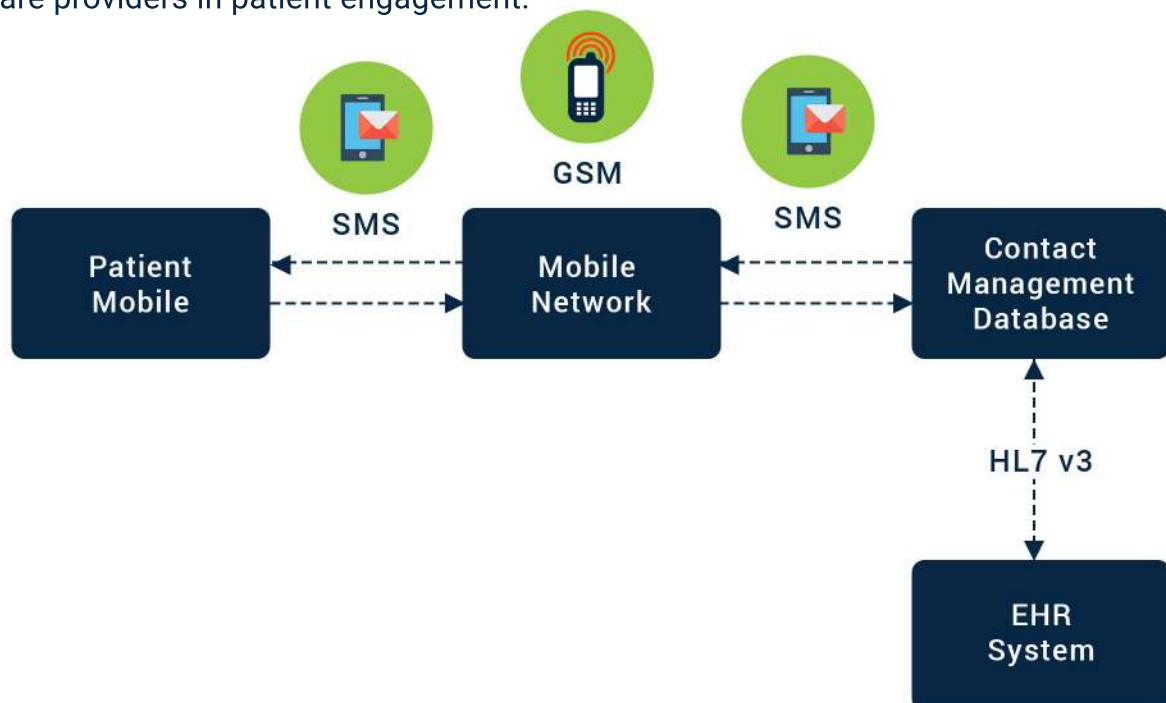 are providers in patient engagement.
GSM
SMS
SMS
Patient
Mobile
Mobile
Network
Contact
Management
Database
HL7 v3
EHR
System